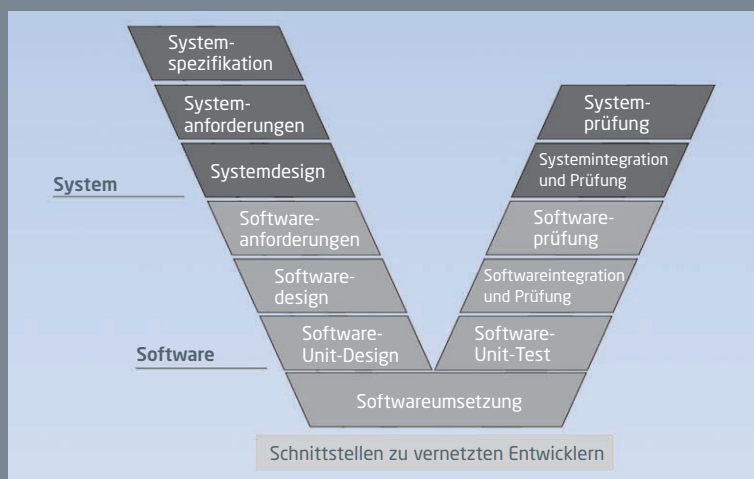 System-
spezifikation
System-
anforderungen
Systemdesign
System
Software-
anforderungen
Software-
design
Software-
Unit-Design
Software
Softwareumsetzung
System-
prüfung
Systemintegration
und Prüfung
Software-
prüfung
Softwareintegration
und Prüfung
Software-
Unit-Test
Schnittstellen zu vernetzten Entwicklern